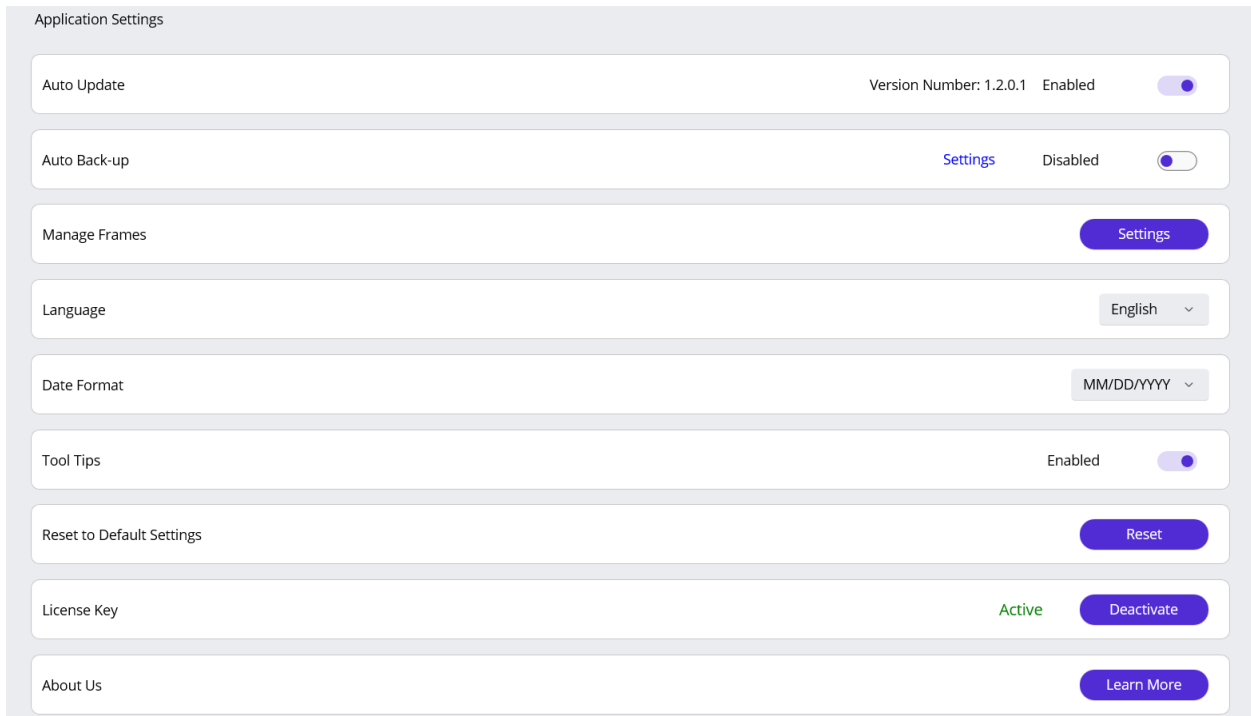 Application Settings
Auto Update Version Number: 1.2.0.1 Enabled
Auto Back-up Settings Disabled
Manage Frames Settings
Language English
Date Format MM/DD/YYYY
Tool Tips Enabled
Reset to Default Settings Reset
License Key Active Deactivate
About Us Learn More